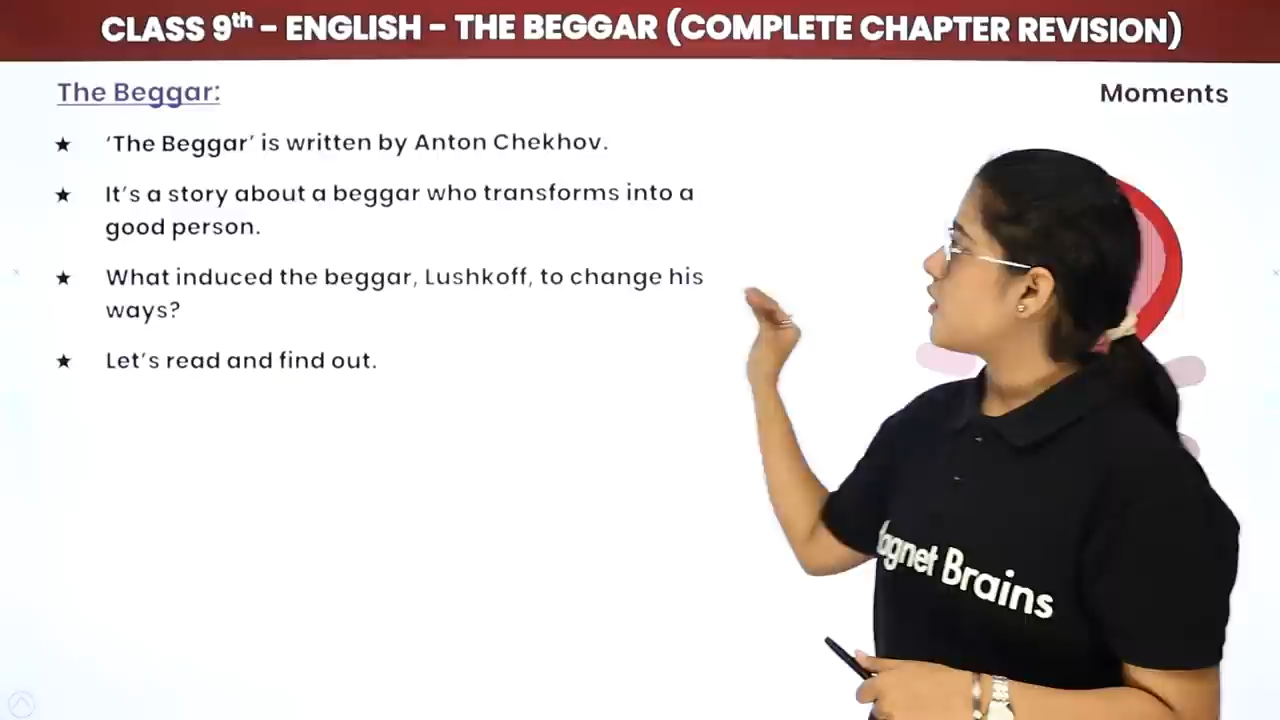 CLASS 9th – ENGLISH – THE BEGGAR (COMPLETE CHAPTER REVISION)
The Beggar:
Moments
★ ‘The Beggar’ is written by Anton Chekhov.
★ It’s a story about a beggar who transforms into a
good person.
★ What induced the beggar, Lushkoff, to change his
ways?
★ Let’s read and find out.
Brains